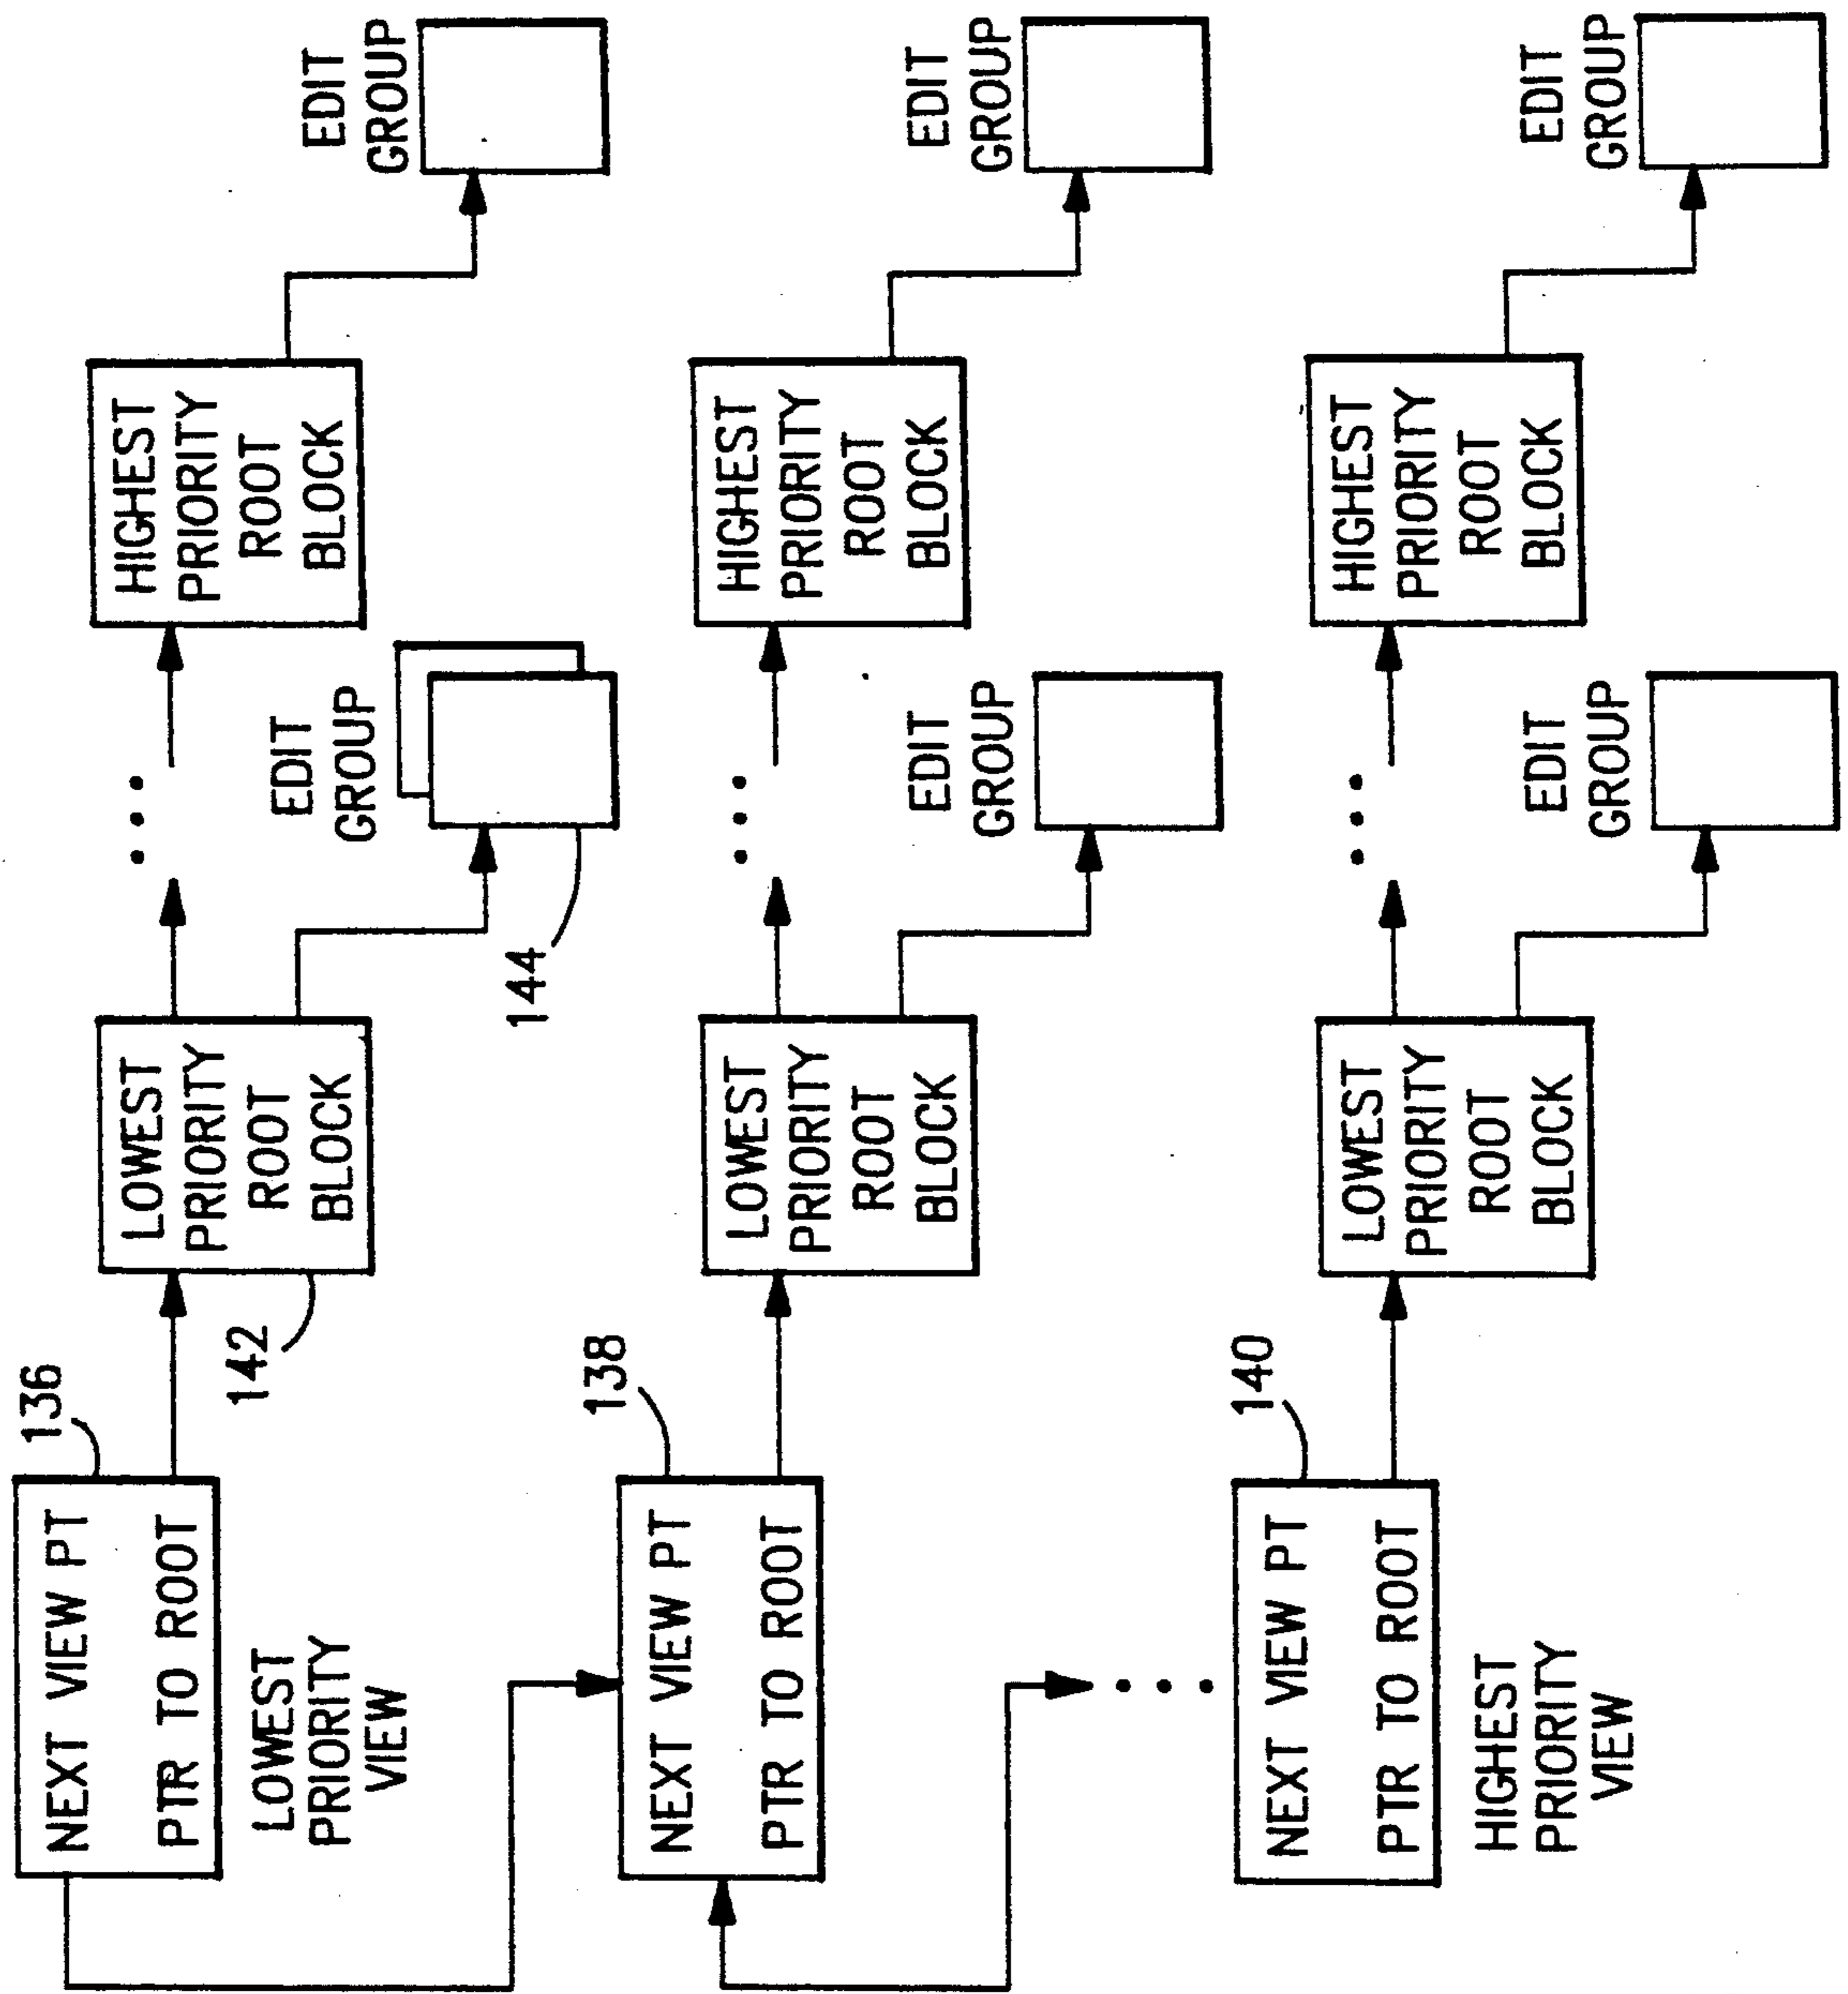 NEXT VIEW PT
PTR TO ROOT
136
LOWEST
PRIORITY
VIEW
LOWEST
PRIORITY
ROOT
BLOCK
142
EDIT
GROUP
144
HIGHEST
PRIORITY
ROOT
BLOCK
EDIT
GROUP
NEXT VIEW PT
PTR TO ROOT
138
LOWEST
PRIORITY
ROOT
BLOCK
EDIT
GROUP
HIGHEST
PRIORITY
ROOT
BLOCK
EDIT
GROUP
NEXT VIEW PT
PTR TO ROOT
140
HIGHEST
PRIORITY
VIEW
LOWEST
PRIORITY
ROOT
BLOCK
EDIT
GROUP
HIGHEST
PRIORITY
ROOT
BLOCK
EDIT
GROUP